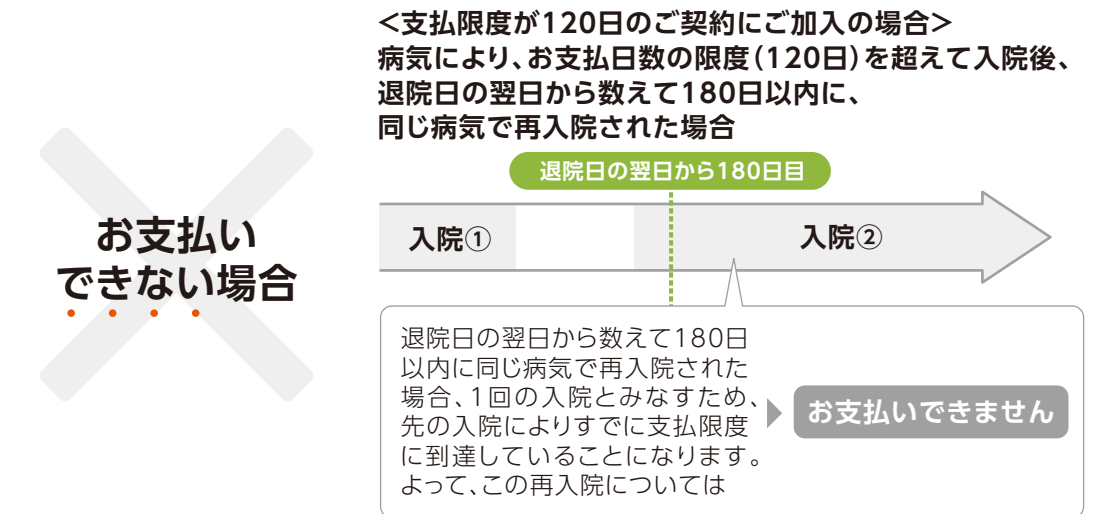 <支払限度が120日のご契約にご加入の場合>
病気により、お支払日数の限度(120日)を超えて入院後、
退院日の翌日から数えて180日以内に、
同じ病気で再入院された場合
お支払い
できない場合
退院日の翌日から180日目
入院①
入院②
退院日の翌日から数えて180日
以内に同じ病気で再入院された
場合、1回の入院とみなすため、
先の入院によりすでに支払限度
に到達していることになります。
よって、この再入院については
お支払いできません